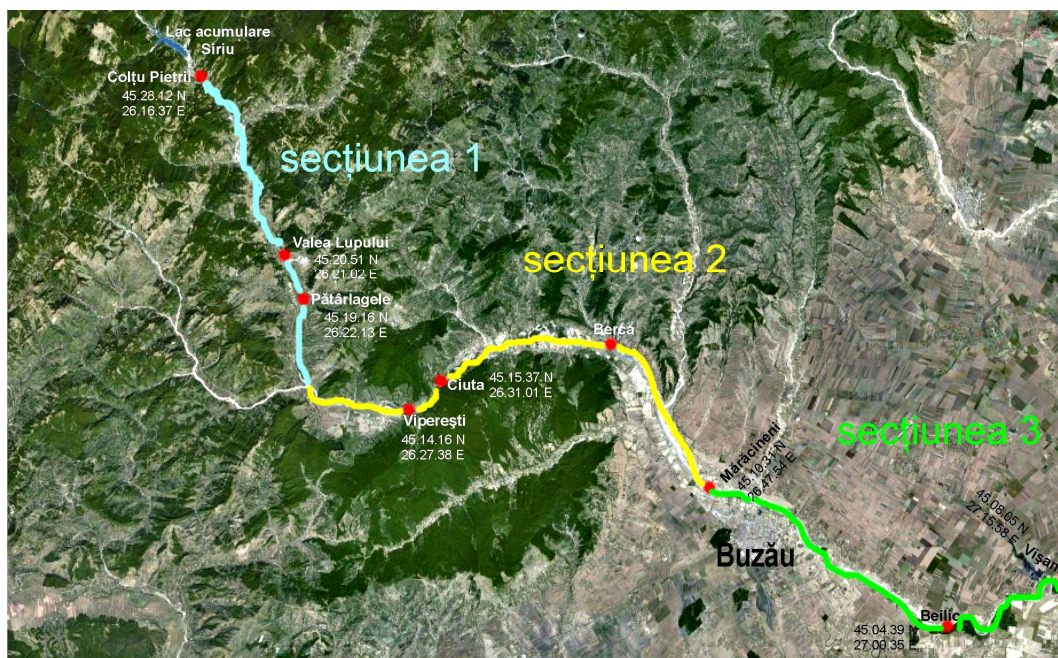 Lac acumulare
Siriu
Colțu Pietrii
45.28.12 N
26.16.37 E
secțiunea 1
Valea Lupului
45.20.51 N
26.21.02 E
Pătârlagele
45.19.16 N
26.22.13 E
secțiunea 2
Berca
Ciuta
45.15.37 N
26.31.01 E
Viperești
45.14.16 N
26.27.38 E
secțiunea 3
Mărăcineni
45.10.31 N
26.47.54 E
Buzău
45.08.05 N
27.15.58 E
Vișan
Beilic
45.04.39 N
27.00.35 E